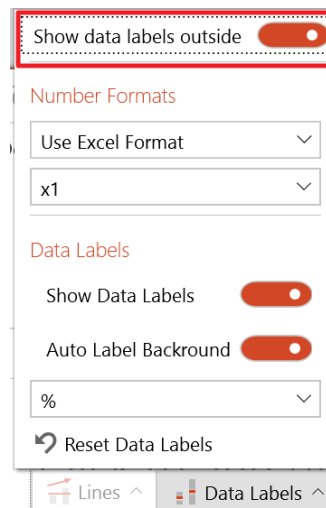 Show data labels outside
Number Formats
Use Excel Format
x1
Data Labels
Show Data Labels
Auto Label Backround
%
Reset Data Labels
Lines
Data Labels